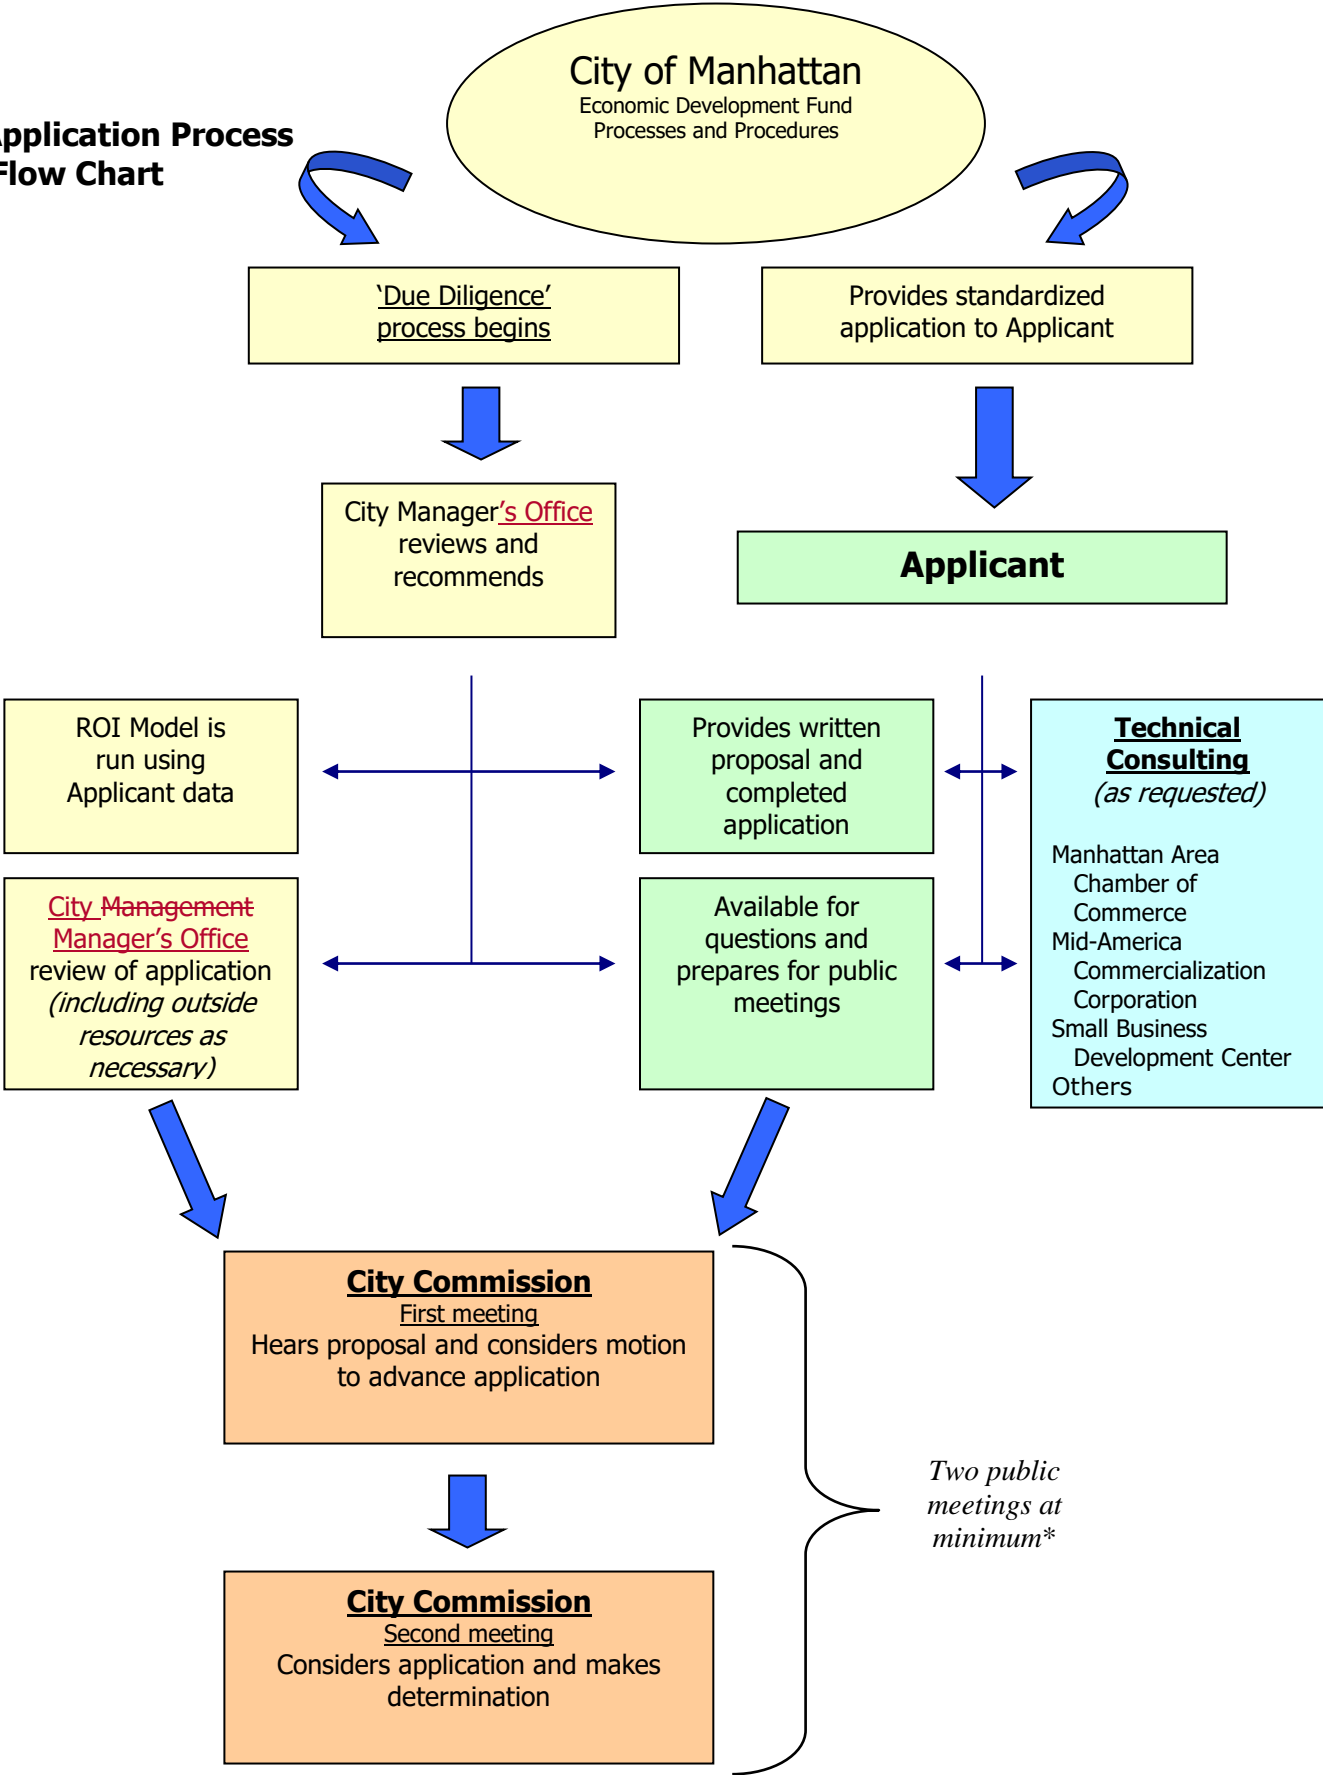 City of Manhattan
Economic Development Fund
Processes and Procedures
pplication Process
Flow Chart
‘Due Diligence’
process begins
Provides standardized
application to Applicant
City Manager's Office
reviews and
recommends
Applicant
ROI Model is
run using
Applicant data
Provides written
proposal and
completed
application
Technical
Consulting
(as requested)
Manhattan Area
Chamber of
Commerce
Mid-America
Commercialization
Corporation
Small Business
Development Center
Others
City Management
Manager's Office
review of application
(including outside
resources as
necessary)
Available for
questions and
prepares for public
meetings
City Commission
First meeting
Hears proposal and considers motion
to advance application
Two public
meetings at
minimum*
City Commission
Second meeting
Considers application and makes
determination